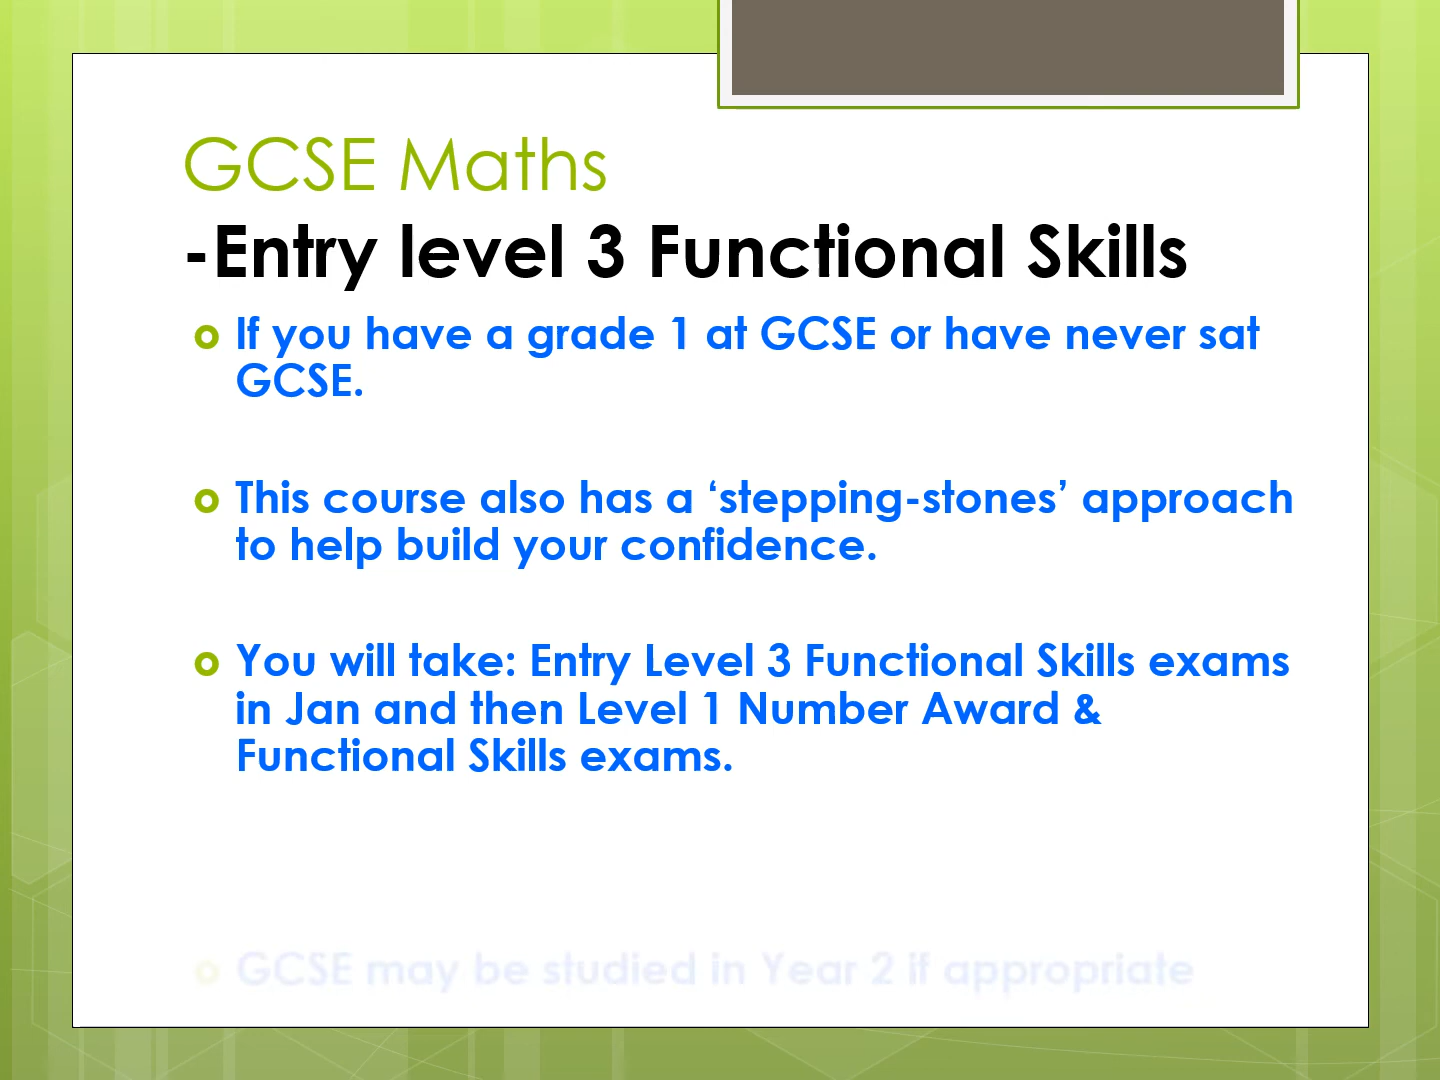 GCSE Maths
-Entry level 3 Functional Skills
If you have a grade 1 at GCSE or have never sat
GCSE.
This course also has a ‘stepping-stones’ approach
to help build your confidence.
You will take: Entry Level 3 Functional Skills exams
in Jan and then Level 1 Number Award &
Functional Skills exams.
GCSE may be studied in Year 2 if appropriate